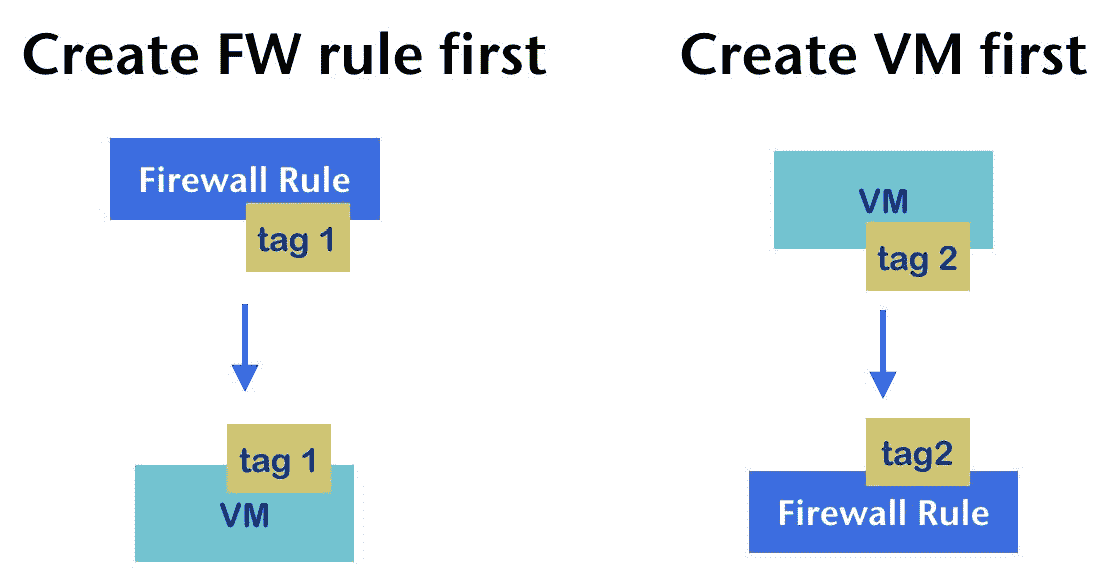 Create FW rule first
Firewall Rule
tag 1
tag 1
VM
Create VM first
VM
tag 2
tag2
Firewall Rule